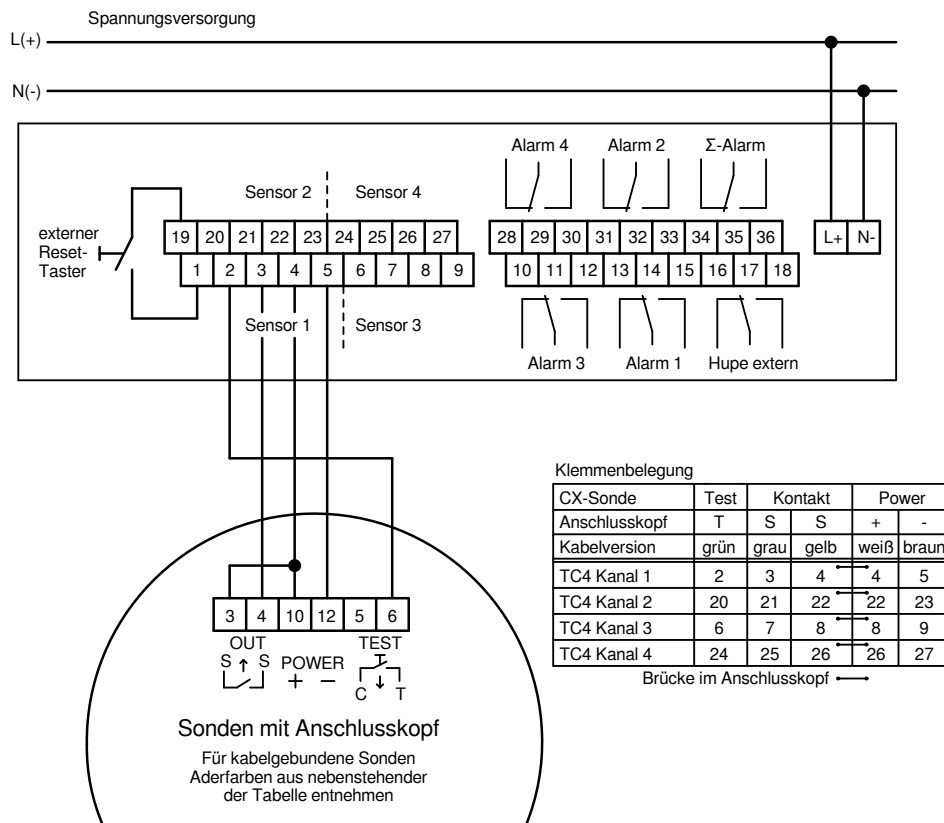 Spannungsversorgung
L(+)
N(-)
Alarm 4 Alarm 2 Σ-Alarm
Sensor 2 Sensor 4
externer
Reset-
Taster
19 20 21 22 23 24 25 26 27 28 29 30 31 32 33 34 35 36 L+ N-
1 2 3 4 5 6 7 8 9 10 11 12 13 14 15 16 17 18
Sensor 1 Sensor 3
Alarm 3 Alarm 1 Hupe extern
3 4 10 12 5 6
OUT TEST
S S POWER
+ - C T
Sonden mit Anschlusskopf
Für kabelgebundene Sonden
Aderfarben aus nebenstehender
der Tabelle entnehmen
Klemmenbelegung
CX-Sonde Test Kontakt Power
Anschlusskopf T S S + -
Kabelversion grün grau gelb weiß braun
TC4 Kanal 1 2 3 4 4 5
TC4 Kanal 2 20 21 22 22 23
TC4 Kanal 3 6 7 8 8 9
TC4 Kanal 4 24 25 26 26 27
Brücke im Anschlusskopf